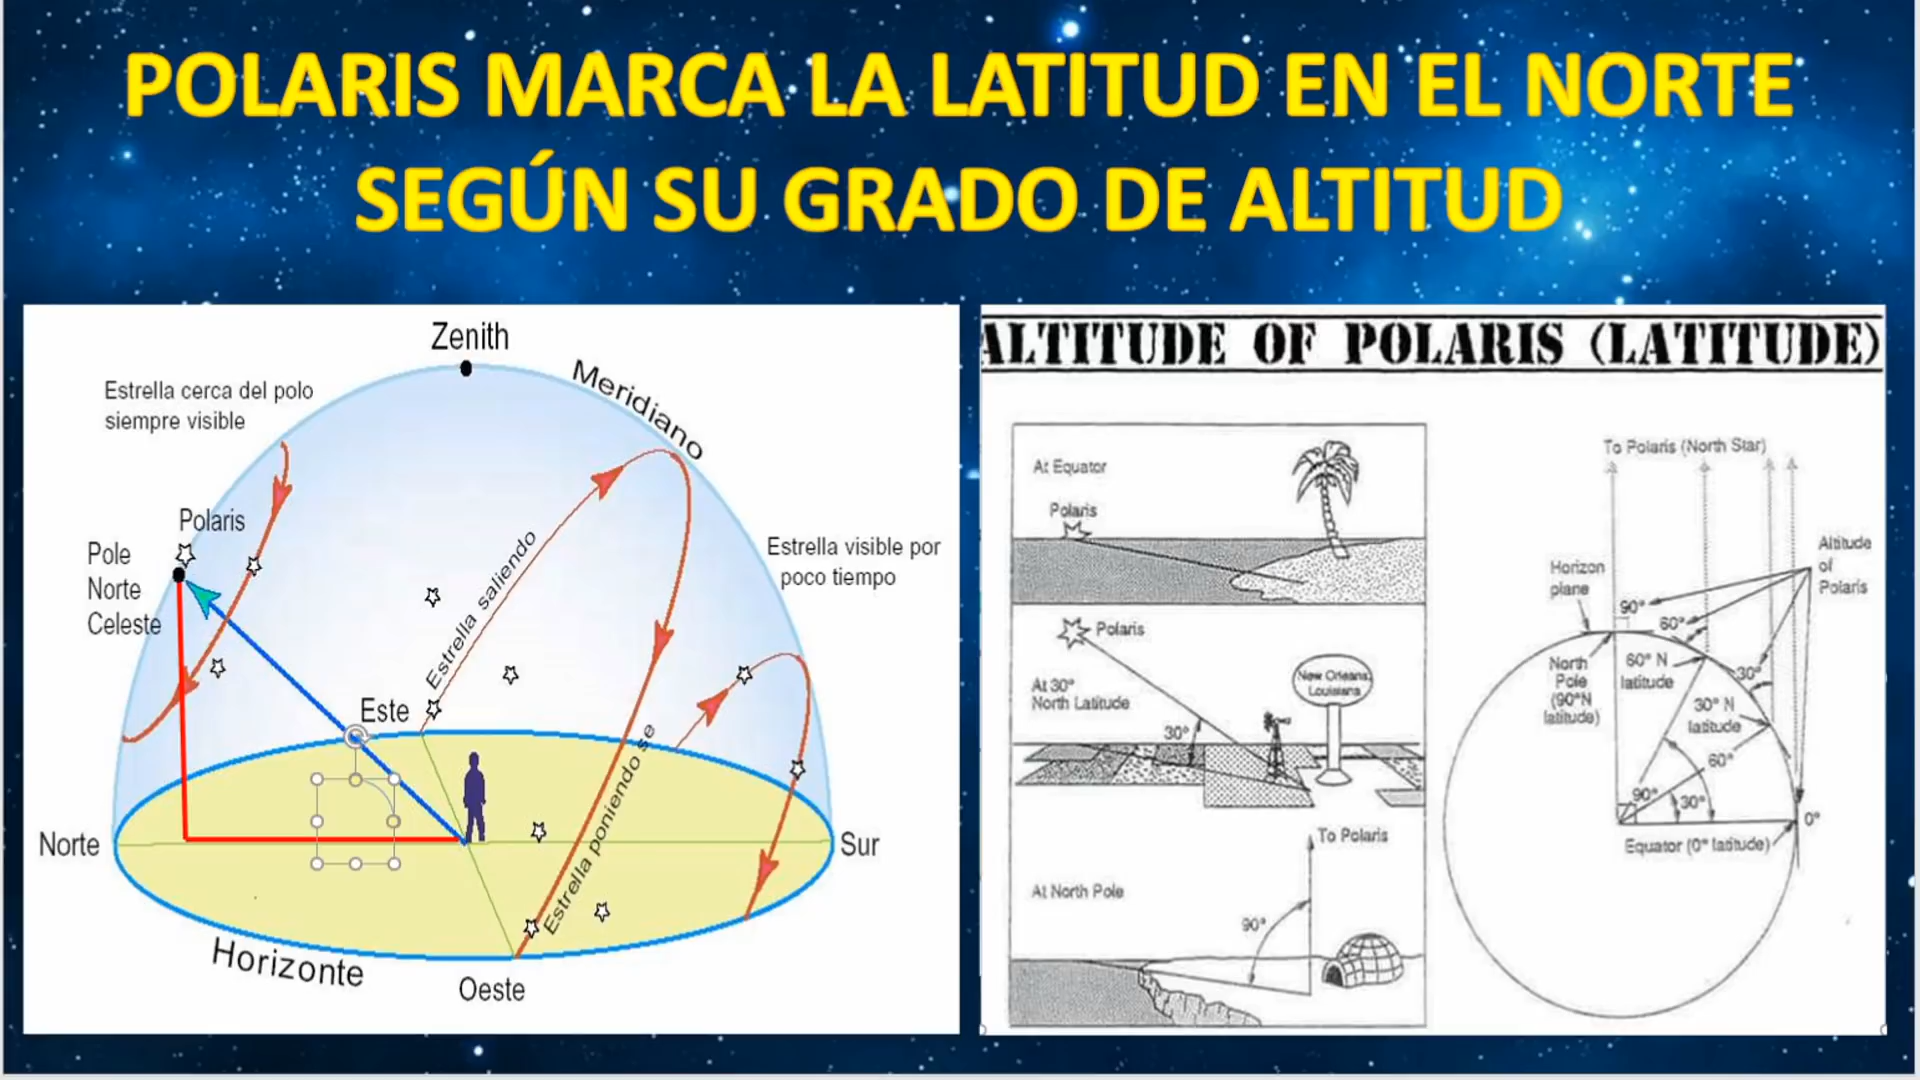 POLARIS MARCA LA LATITUD EN EL NORTE
SEGÚN SU GRADO DE ALTITUD
Zenith
Meridiano
Estrella cerca del polo
siempre visible
Polaris
Pole
Norte
Celeste
Estrella saliendo
Estrella visible por
poco tiempo
Este
Estrella poniendo se
Norte
Sur
Horizonte
Oeste
ALTITUDE OF POLARIS (LATITUDE)
At Equator
Polaris
Polaris
At 30°
North Latitude
30°
New Orleans,
Louisiana
To Polaris
At North Pole
90°
To Polaris (North Star)
Altitude
of
Polaris
Horizon
plane
90°
60°
30°
North
Pole
(90°N
latitude)
60° N
latitude
30° N
latitude
60°
90°
30°
0°
Equator (0° latitude)